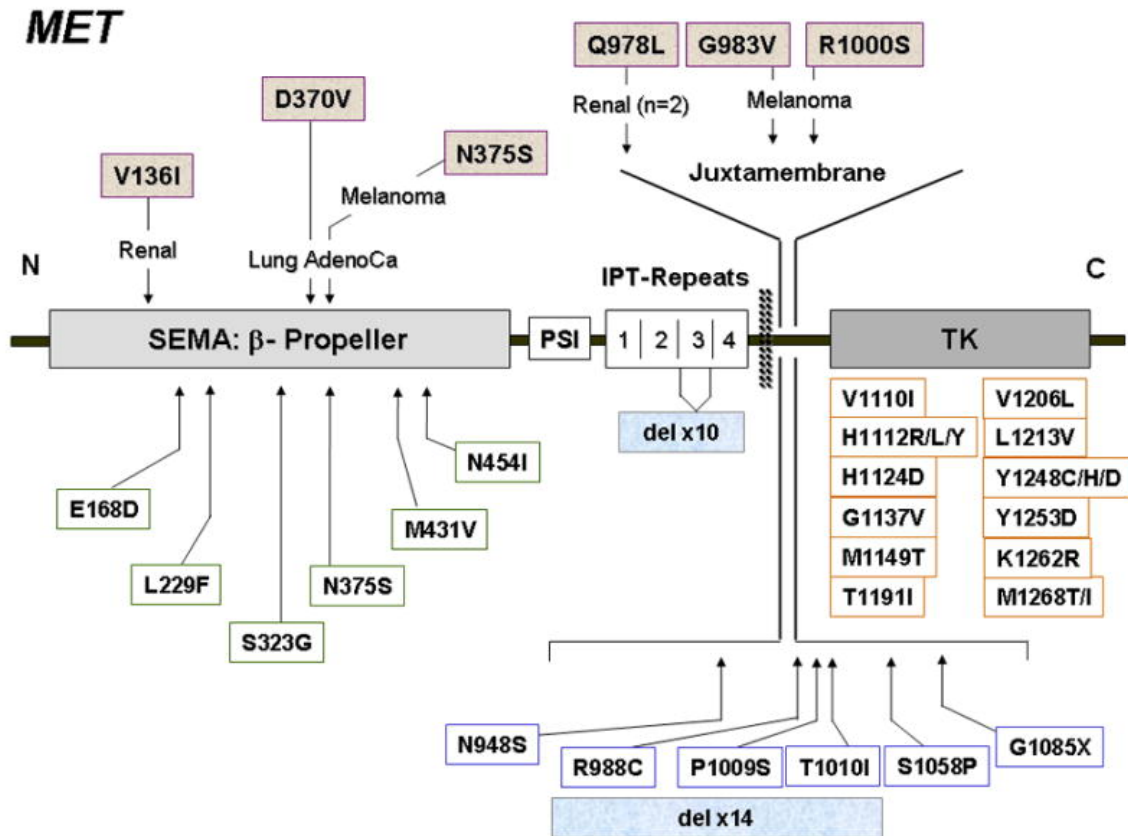 MET
Q978L G983V R1000S
D370V
Renal (n=2) Melanoma
N375S
V136I
Juxtamembrane
Melanoma
Renal
Lung AdenoCa
N
IPT-Repeats
C
SEMA: β- Propeller
PSI
1 2 3 4
TK
V1110I V1206L
del x10
H1112R/L/Y L1213V
N454I
H1124D Y1248C/H/D
E168D
M431V
G1137V Y1253D
M1149T K1262R
L229F
N375S
T1191I M1268T/I
S323G
N948S
G1085X
R988C P1009S T1010I S1058P
del x14